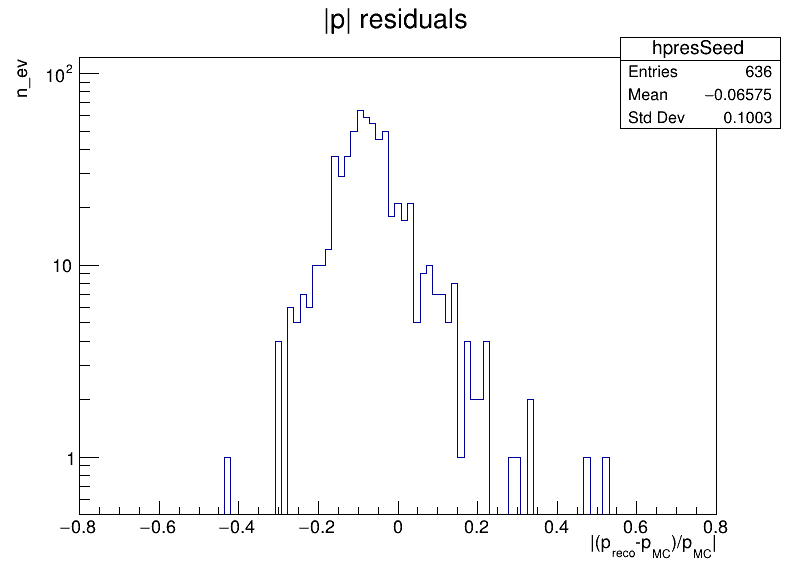 |p| residuals
hpresSeed
Entries 636
Mean −0.06575
Std Dev 0.1003
n_ev
10²
10
1
−0.8 −0.6 −0.4 −0.2 0 0.2 0.4 0.6 0.8
|(p_reco-p_MC)/p_MC|